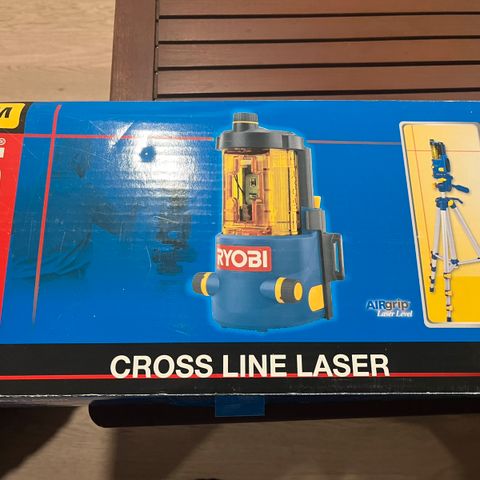 RYOBI
AIRgrip
Laser Level
CROSS LINE LASER